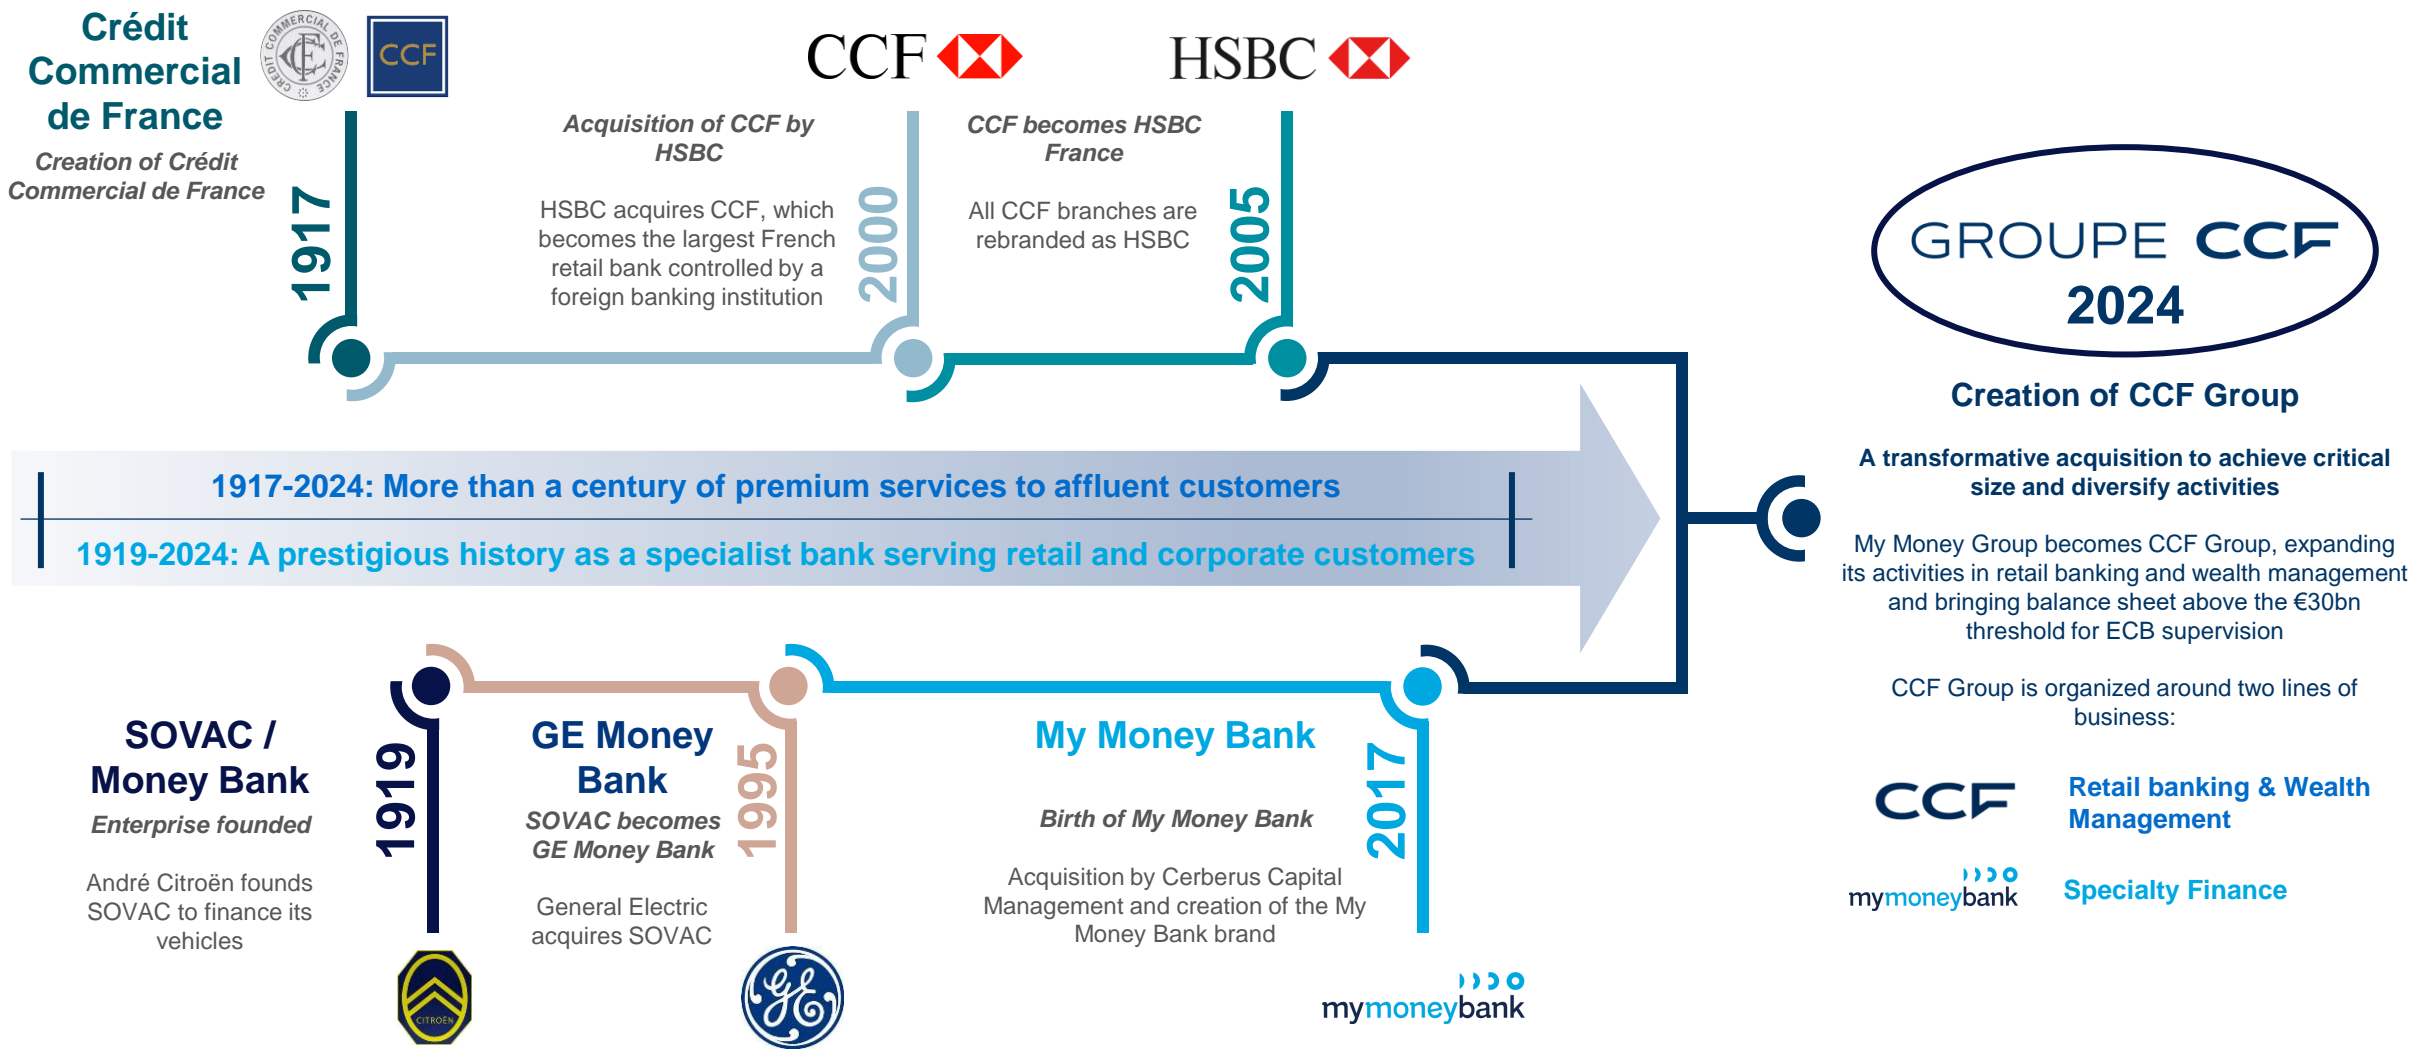 Crédit
Commercial
de France
CREDIT COMMERCIAL DE FRANCE
CCF
Creation of Crédit
Commercial de France
1917
CCF
Acquisition of CCF by
HSBC
HSBC acquires CCF, which
becomes the largest French
retail bank controlled by a
foreign banking institution
2000
HSBC
CCF becomes HSBC
France
All CCF branches are
rebranded as HSBC
2005
1917-2024: More than a century of premium services to affluent customers
1919-2024: A prestigious history as a specialist bank serving retail and corporate customers
SOVAC /
Money Bank
Enterprise founded
André Citroën founds
SOVAC to finance its
vehicles
1919
CITROËN
GE Money
Bank
SOVAC becomes
GE Money Bank
General Electric
acquires SOVAC
1995
GE
My Money Bank
Birth of My Money Bank
Acquisition by Cerberus Capital
Management and creation of the My
Money Bank brand
2017
mymoneybank
GROUPE CCF
2024
Creation of CCF Group
A transformative acquisition to achieve critical
size and diversify activities
My Money Group becomes CCF Group, expanding
its activities in retail banking and wealth management
and bringing balance sheet above the €30bn
threshold for ECB supervision
CCF Group is organized around two lines of
business:
CCF
Retail banking & Wealth
Management
mymoneybank
Specialty Finance